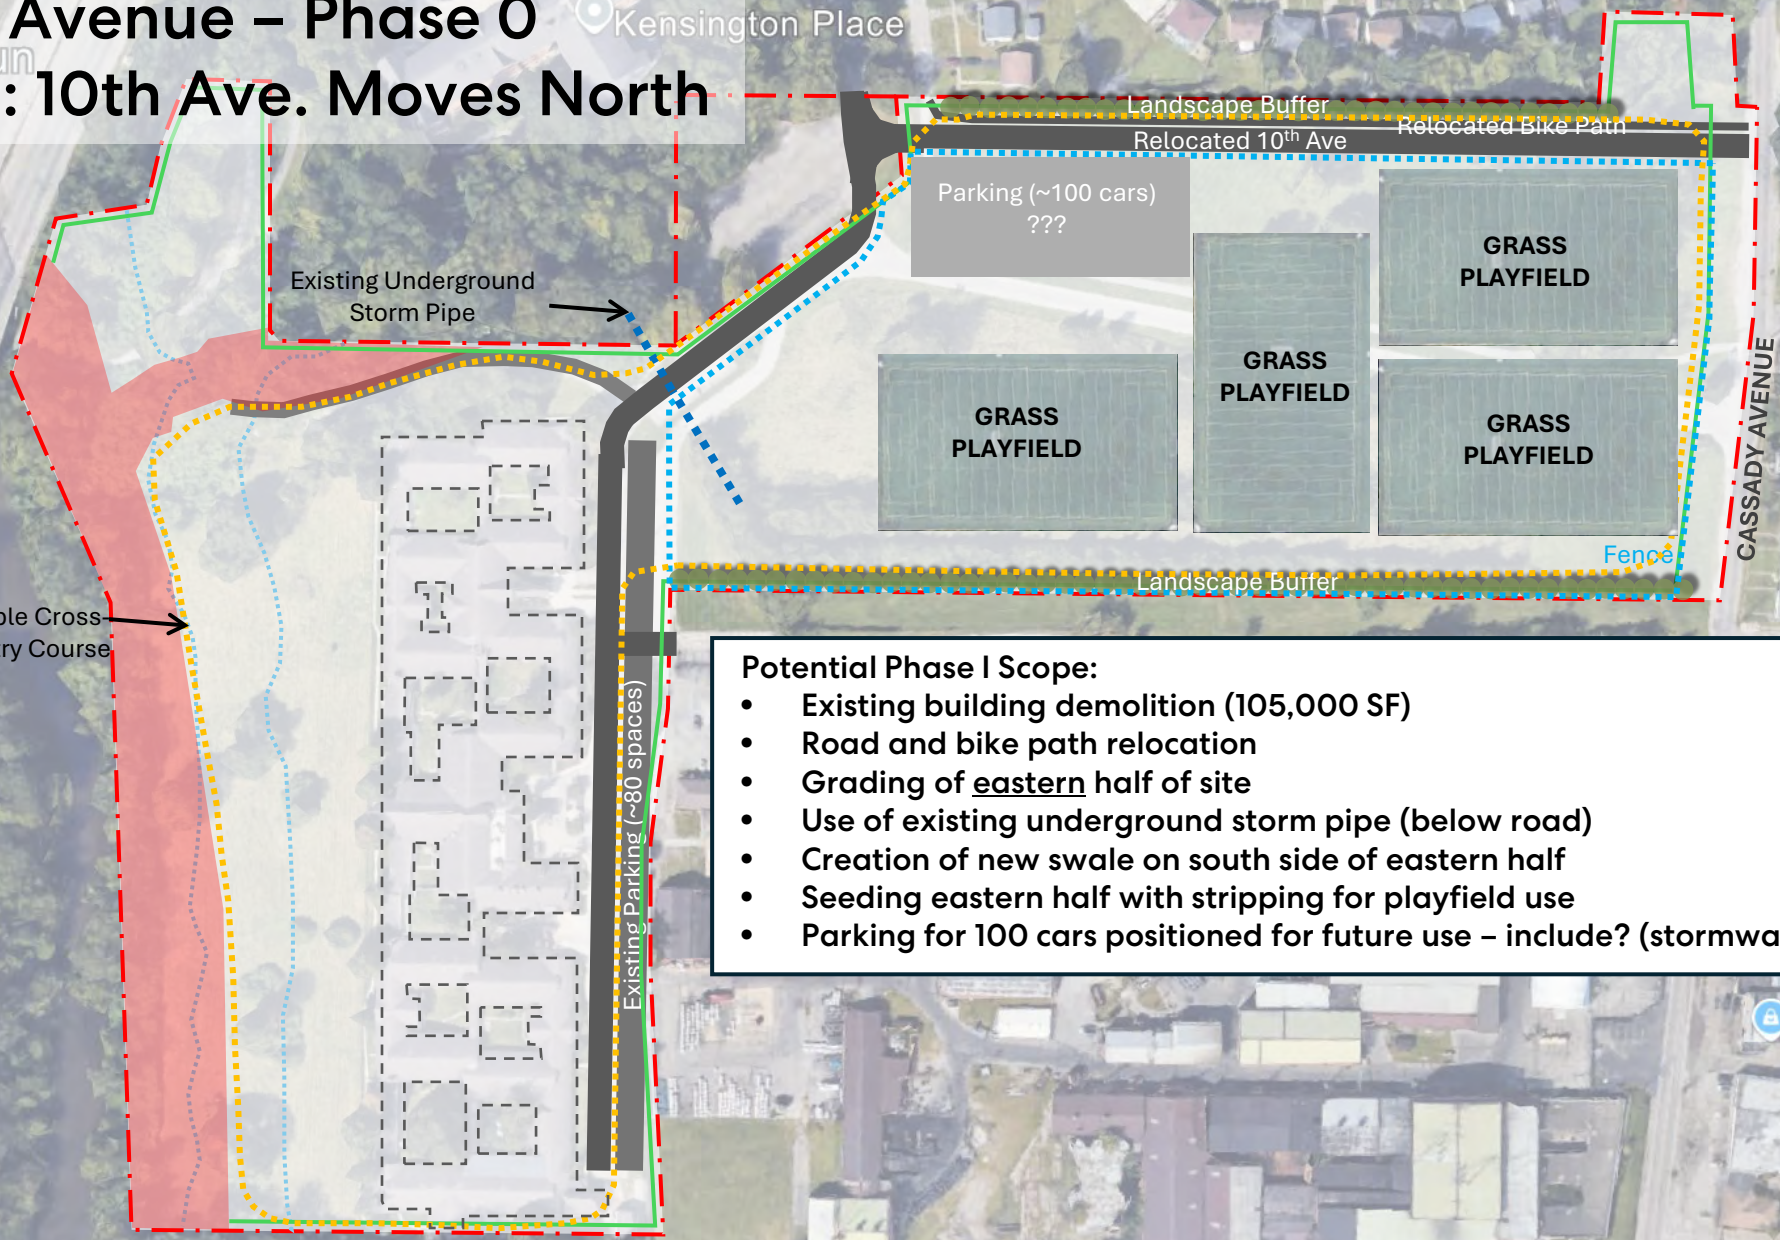 Avenue – Phase 0
: 10th Ave. Moves North
Kensington Place
un
Landscape Buffer
Relocated Bike Path
Relocated 10th Ave
Parking (~100 cars)
???
GRASS
PLAYFIELD
GRASS
PLAYFIELD
GRASS
PLAYFIELD
GRASS
PLAYFIELD
Existing Underground
Storm Pipe
CASSADY AVENUE
Fence
Landscape Buffer
ble Cross-
try Course
Existing Parking (~80 spaces)
Potential Phase I Scope:
• Existing building demolition (105,000 SF)
• Road and bike path relocation
• Grading of eastern half of site
• Use of existing underground storm pipe (below road)
• Creation of new swale on south side of eastern half
• Seeding eastern half with stripping for playfield use
• Parking for 100 cars positioned for future use – include? (stormwa